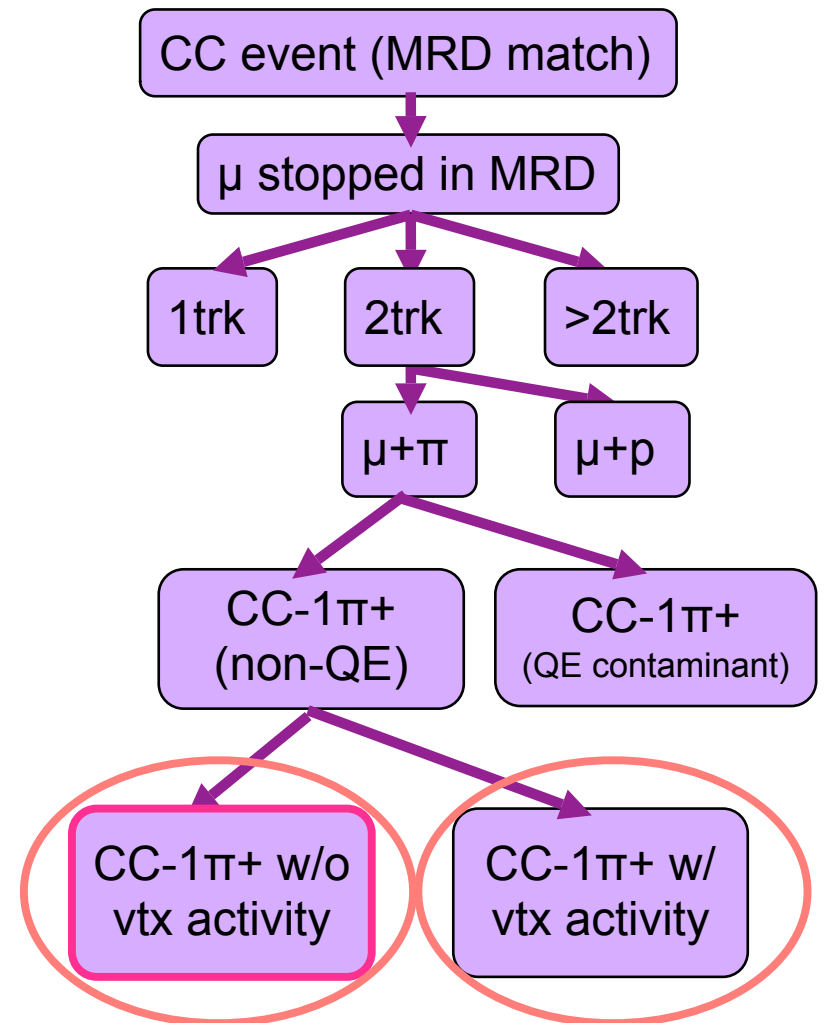 CC event (MRD match)
μ stopped in MRD
1trk
2trk
>2trk
μ+π
μ+p
CC-1π+
(non-QE)
CC-1π+
(QE contaminant)
CC-1π+ w/o
vtx activity
CC-1π+ w/
vtx activity